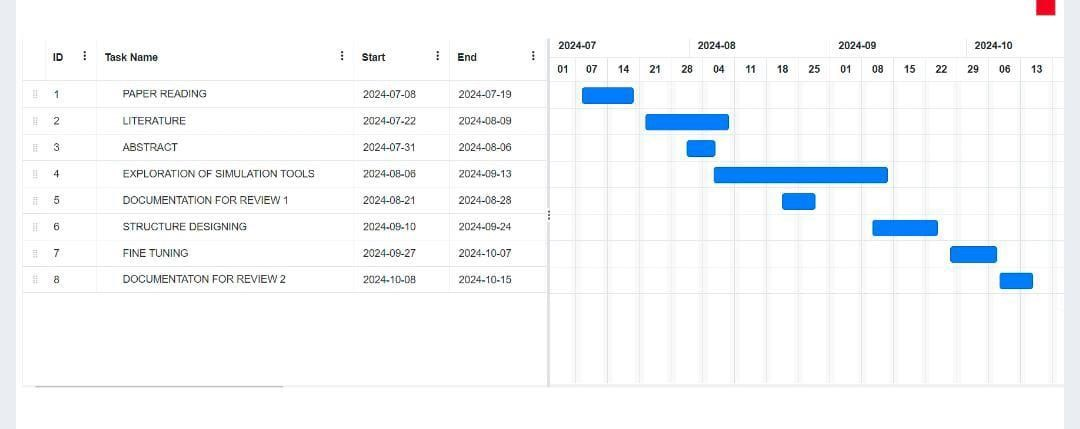 2024-07 2024-08 2024-09 2024-10
ID Task Name Start End
01 07 14 21 28 04 11 18 25 01 08 15 22 29 06 13
1 PAPER READING 2024-07-08 2024-07-19
2 LITERATURE 2024-07-22 2024-08-09
3 ABSTRACT 2024-07-31 2024-08-06
4 EXPLORATION OF SIMULATION TOOLS 2024-08-06 2024-09-13
5 DOCUMENTATION FOR REVIEW 1 2024-08-21 2024-08-28
6 STRUCTURE DESIGNING 2024-09-10 2024-09-24
7 FINE TUNING 2024-09-27 2024-10-07
8 DOCUMENTATON FOR REVIEW 2 2024-10-08 2024-10-15